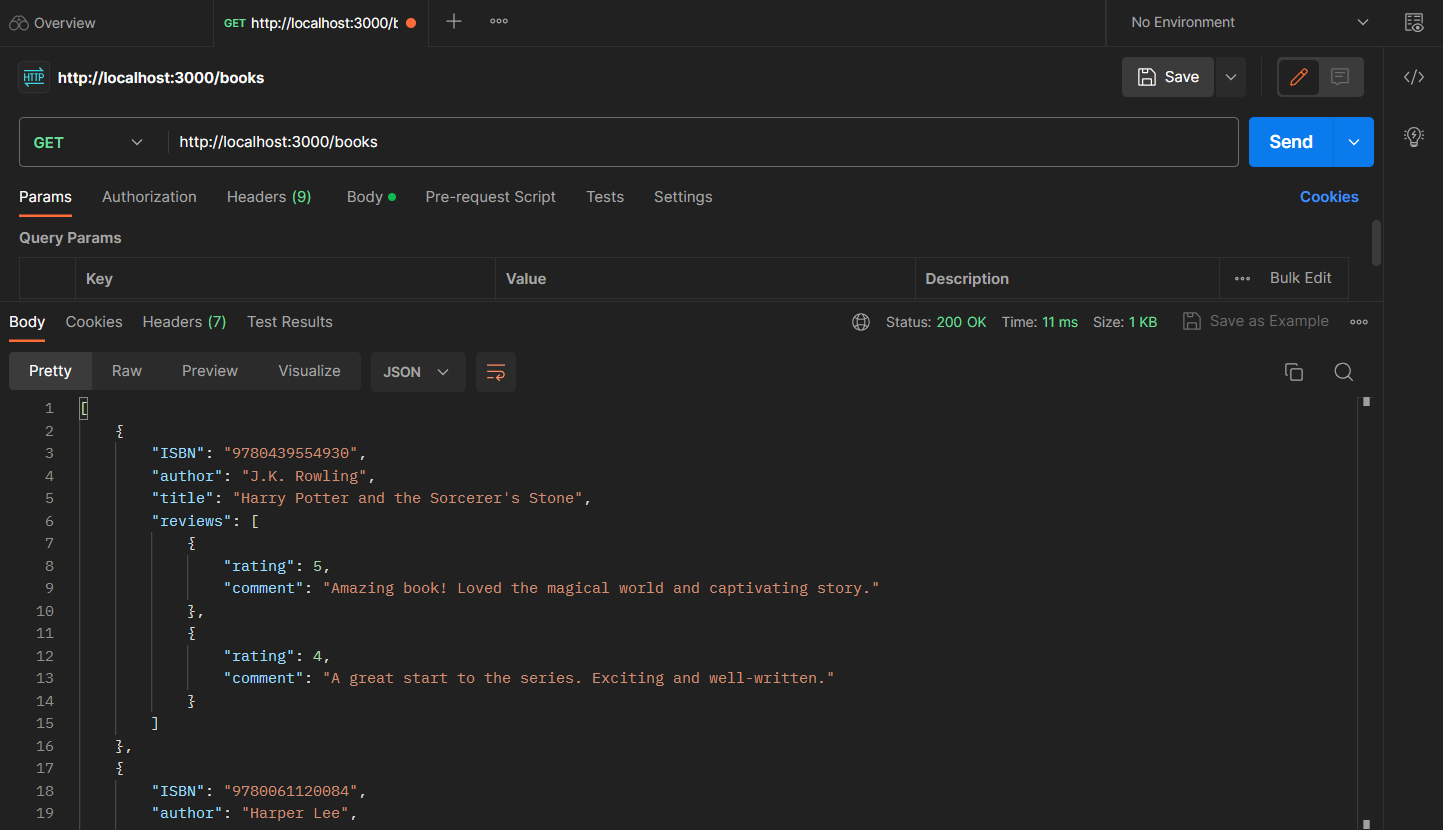 Overview
GET http://localhost:3000/b
No Environment
HTTP http://localhost:3000/books
Save
GET http://localhost:3000/books
Send
Params Authorization Headers (9) Body Pre-request Script Tests Settings Cookies
Query Params
Key Value Description Bulk Edit
Body Cookies Headers (7) Test Results Status: 200 OK Time: 11 ms Size: 1 KB Save as Example
Pretty Raw Preview Visualize JSON
1 [
2 {
3 "ISBN": "9780439554930",
4 "author": "J.K. Rowling",
5 "title": "Harry Potter and the Sorcerer's Stone",
6 "reviews": [
7 {
8 "rating": 5,
9 "comment": "Amazing book! Loved the magical world and captivating story."
10 },
11 {
12 "rating": 4,
13 "comment": "A great start to the series. Exciting and well-written."
14 }
15 ]
16 },
17 {
18 "ISBN": "9780061120084",
19 "author": "Harper Lee",